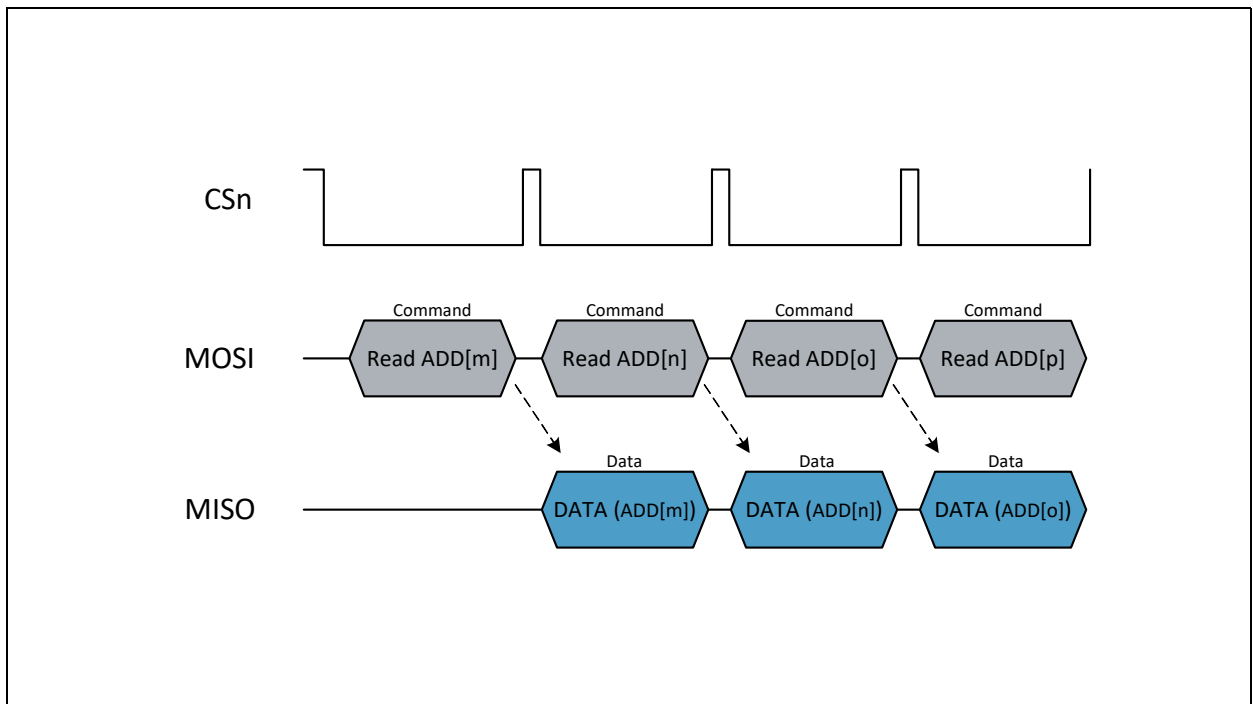 CSn
Command Command Command Command
MOSI Read ADD[m] Read ADD[n] Read ADD[o] Read ADD[p]
Data Data Data
MISO DATA (ADD[m]) DATA (ADD[n]) DATA (ADD[o])